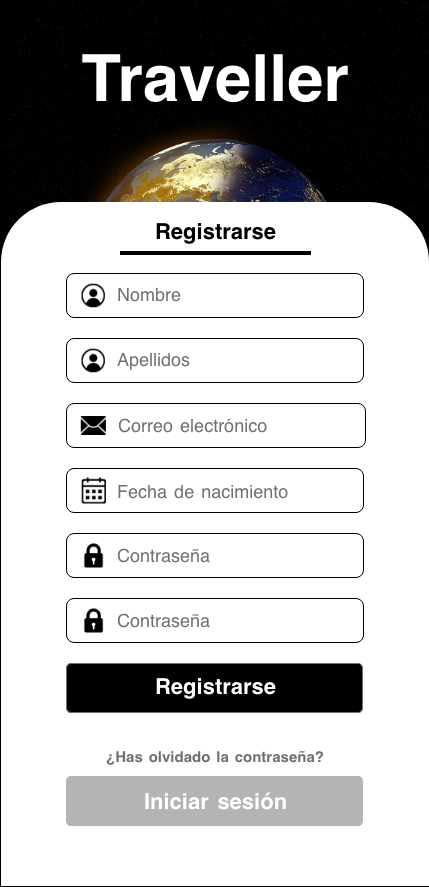 Traveller
Registrarse
Nombre
Apellidos
Correo electrónico
Fecha de nacimiento
Contraseña
Contraseña
Registrarse
¿Has olvidado la contraseña?
Iniciar sesión